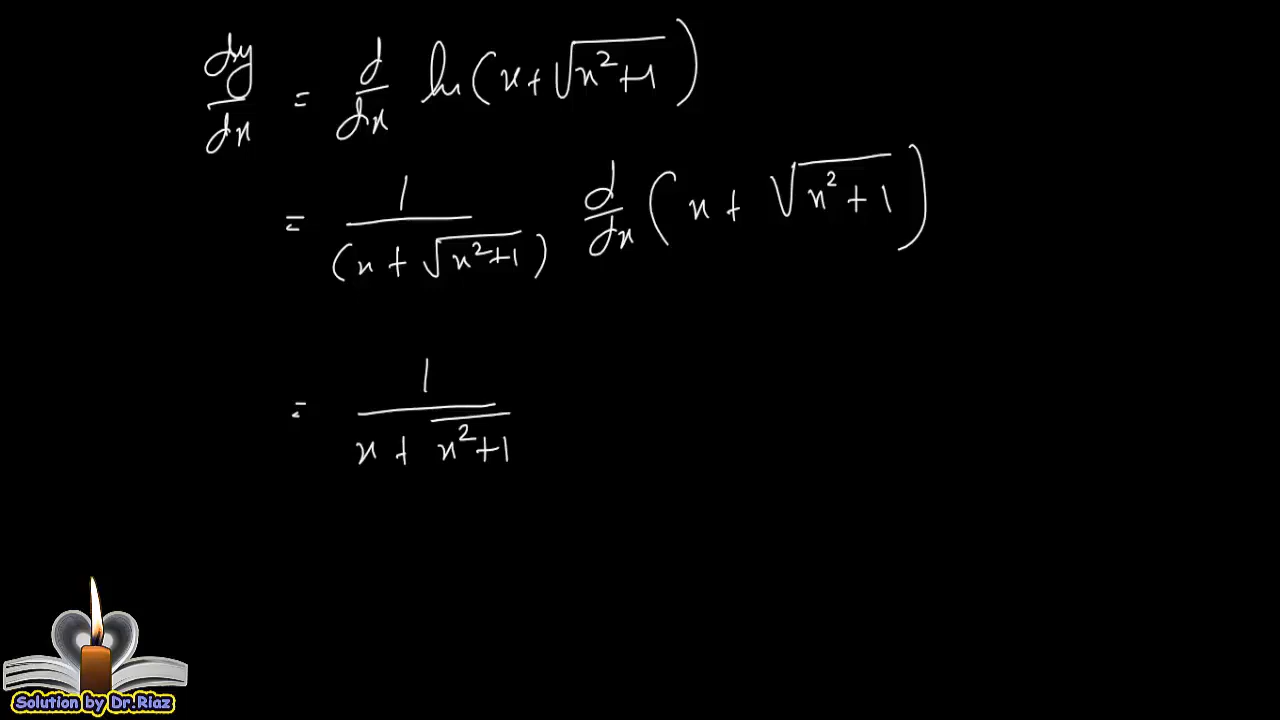 dy/dx = d/dx ln(x+√(x²+1))
= 1/(x+√(x²+1)) d/dx (x + √(x²+1))
= 1/(x + x²+1)
Solution by Dr.Riaz